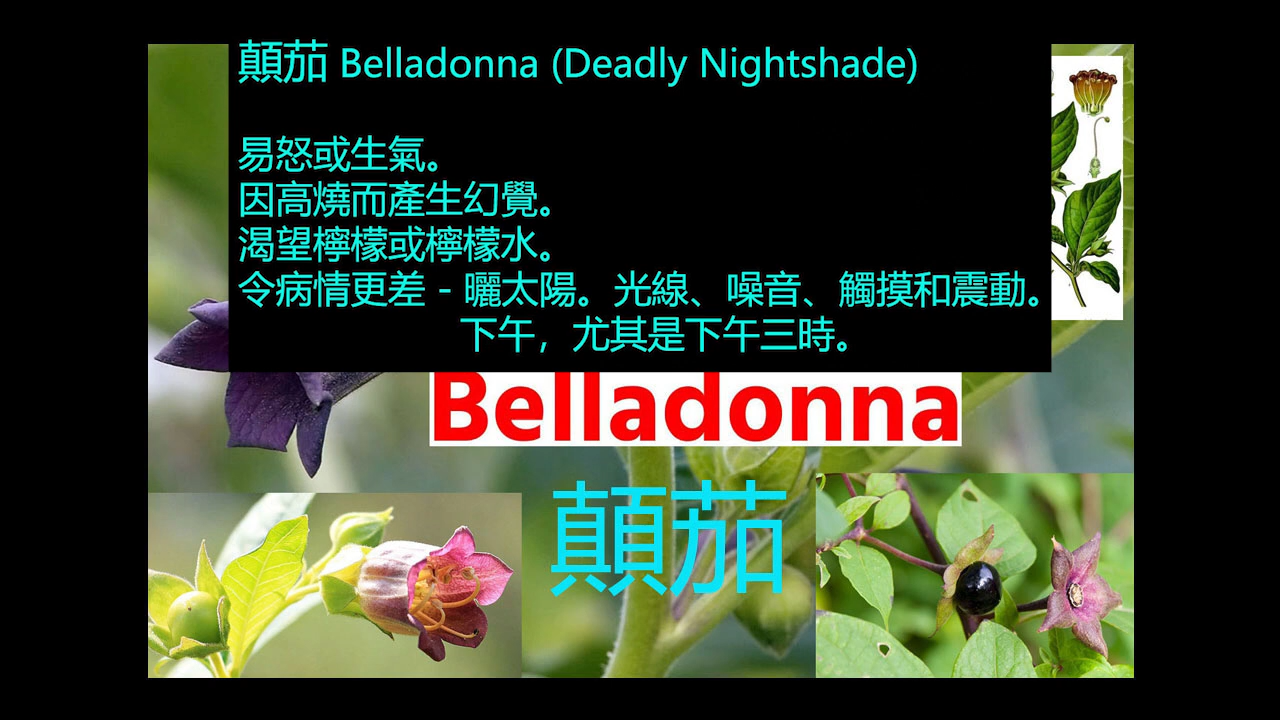 顛茄 Belladonna (Deadly Nightshade)
易怒或生氣。
因高燒而產生幻覺。
渴望檸檬或檸檬水。
令病情更差 - 曬太陽。光線、噪音、觸摸和震動。
下午，尤其是下午三時。
Belladonna
顛茄